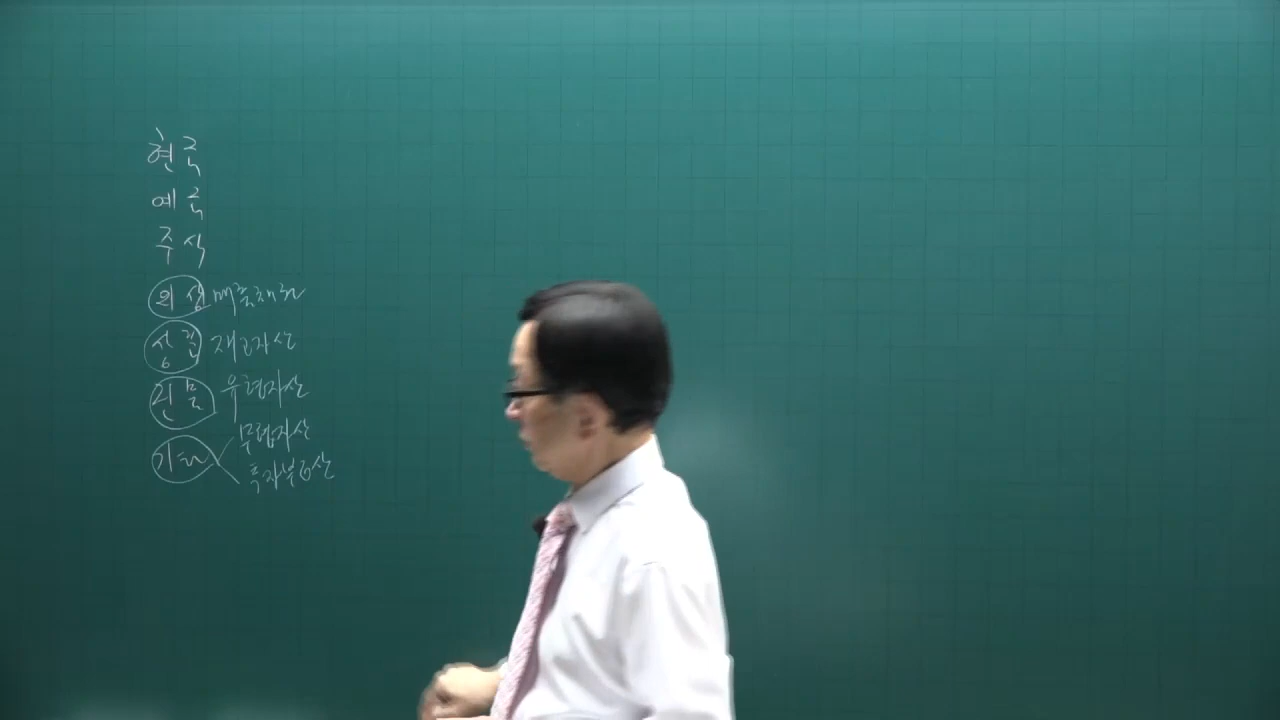 현금
예금
주식
외상 매출채권
상품 재고자산
건물 유형자산
기타 무형자산
투자부동산